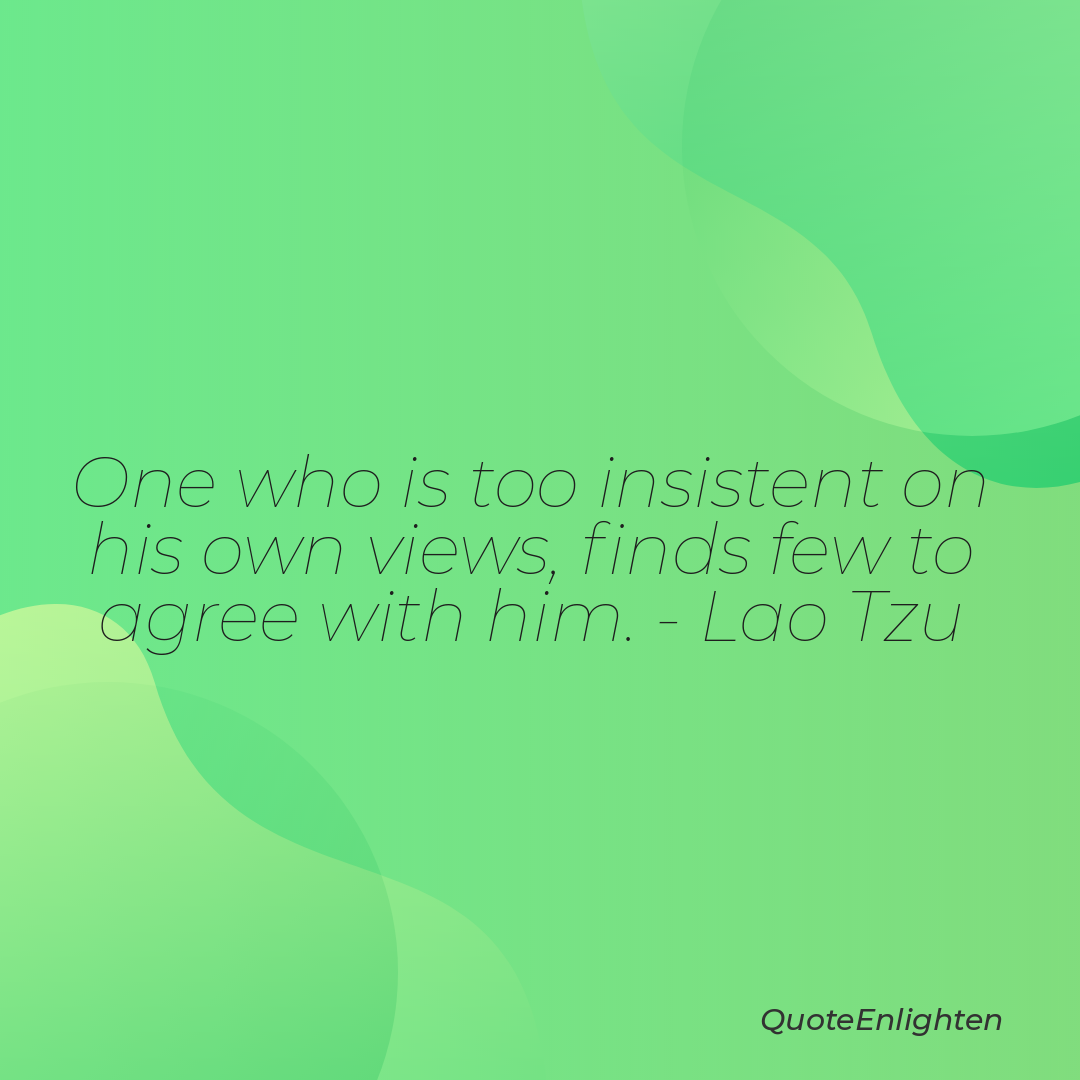 One who is too insistent on
his own views, finds few to
agree with him. - Lao Tzu
QuoteEnlighten